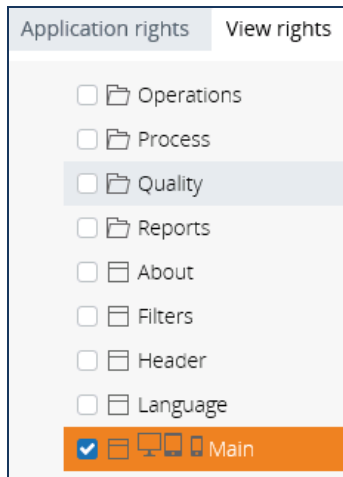 Application rights View rights
Operations
Process
Quality
Reports
About
Filters
Header
Language
Main